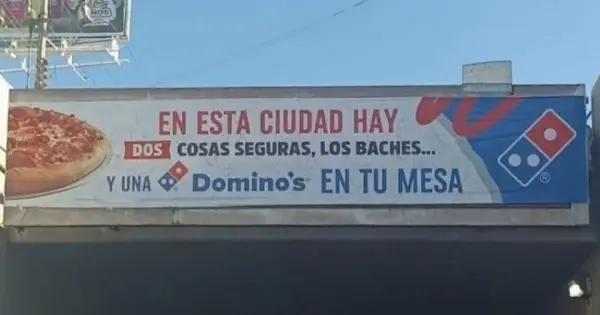 EN ESTA CIUDAD HAY
DOS COSAS SEGURAS, LOS BACHES...
Y UNA Domino's EN TU MESA